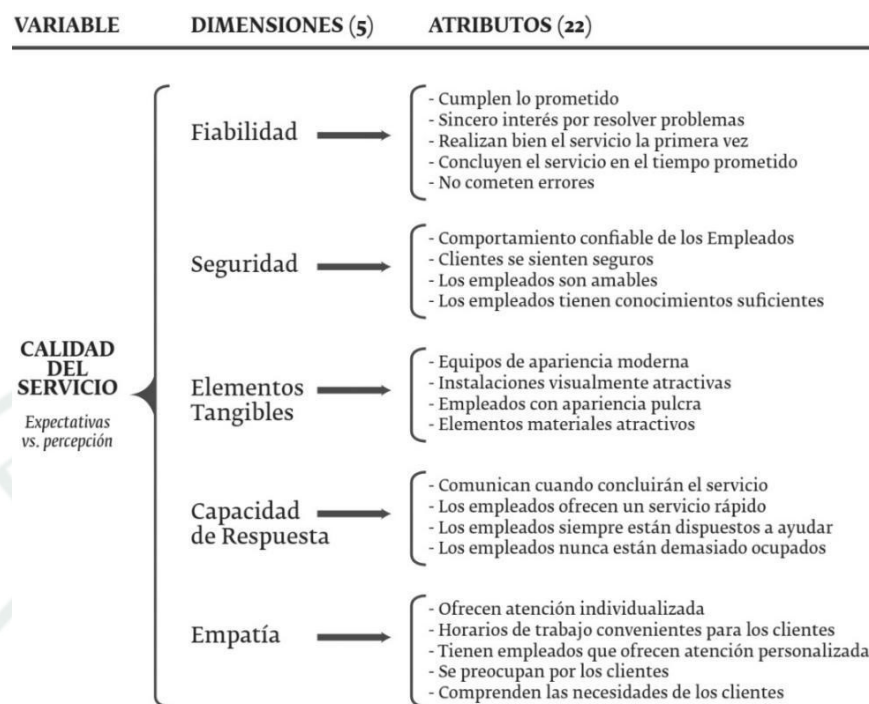 VARIABLE DIMENSIONES (5) ATRIBUTOS (22)
CALIDAD
DEL
SERVICIO
Expectativas
vs. percepción
Fiabilidad
- Cumplen lo prometido
- Sincero interés por resolver problemas
- Realizan bien el servicio la primera vez
- Concluyen el servicio en el tiempo prometido
- No cometen errores
Seguridad
- Comportamiento confiable de los Empleados
- Clientes se sienten seguros
- Los empleados son amables
- Los empleados tienen conocimientos suficientes
Elementos
Tangibles
- Equipos de apariencia moderna
- Instalaciones visualmente atractivas
- Empleados con apariencia pulcra
- Elementos materiales atractivos
Capacidad
de Respuesta
- Comunican cuando concluirán el servicio
- Los empleados ofrecen un servicio rápido
- Los empleados siempre están dispuestos a ayudar
- Los empleados nunca están demasiado ocupados
Empatía
- Ofrecen atención individualizada
- Horarios de trabajo convenientes para los clientes
- Tienen empleados que ofrecen atención personalizada
- Se preocupan por los clientes
- Comprenden las necesidades de los clientes